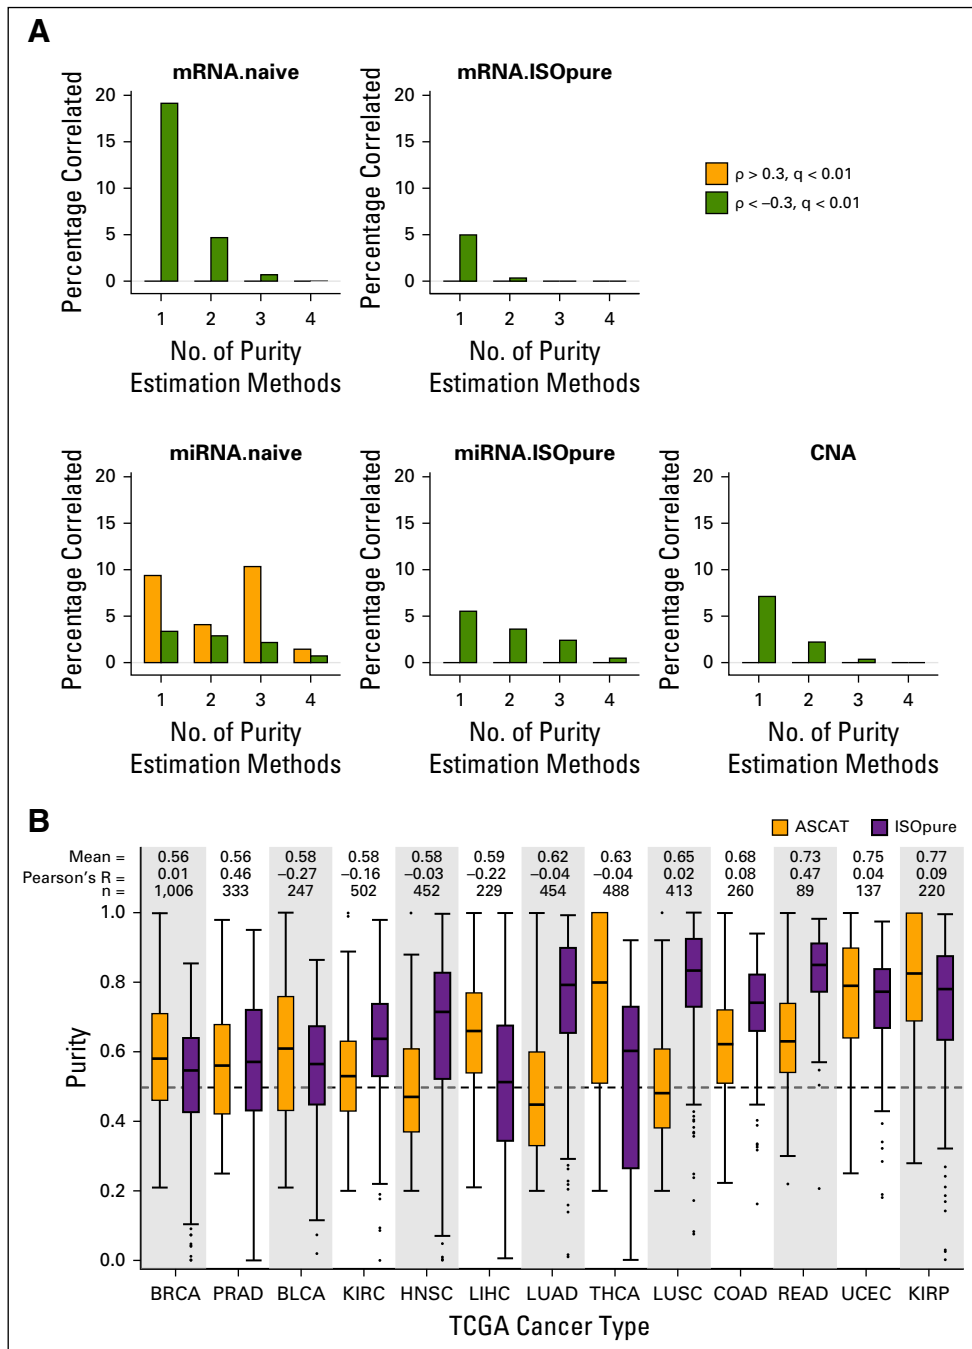 A
mRNA.naive
mRNA.ISOpure
Percentage Correlated
20
15
10
5
0
1 2 3 4
No. of Purity
Estimation Methods
Percentage Correlated
20
15
10
5
0
1 2 3 4
No. of Purity
Estimation Methods
ρ > 0.3, q < 0.01
ρ < –0.3, q < 0.01
miRNA.naive
miRNA.ISOpure
CNA
Percentage Correlated
20
15
10
5
0
1 2 3 4
No. of Purity
Estimation Methods
Percentage Correlated
20
15
10
5
0
1 2 3 4
No. of Purity
Estimation Methods
Percentage Correlated
20
15
10
5
0
1 2 3 4
No. of Purity
Estimation Methods
B
ASCAT ISOpure
Mean = 0.56 0.56 0.58 0.58 0.58 0.59 0.62 0.63 0.65 0.68 0.73 0.75 0.77
Pearson's R = 0.01 0.46 –0.27 –0.16 –0.03 –0.22 –0.04 –0.04 0.02 0.08 0.47 0.04 0.09
n = 1,006 333 247 502 452 229 454 488 413 260 89 137 220
Purity
1.0
0.8
0.6
0.4
0.2
0.0
BRCA PRAD BLCA KIRC HNSC LIHC LUAD THCA LUSC COAD READ UCEC KIRP
TCGA Cancer Type